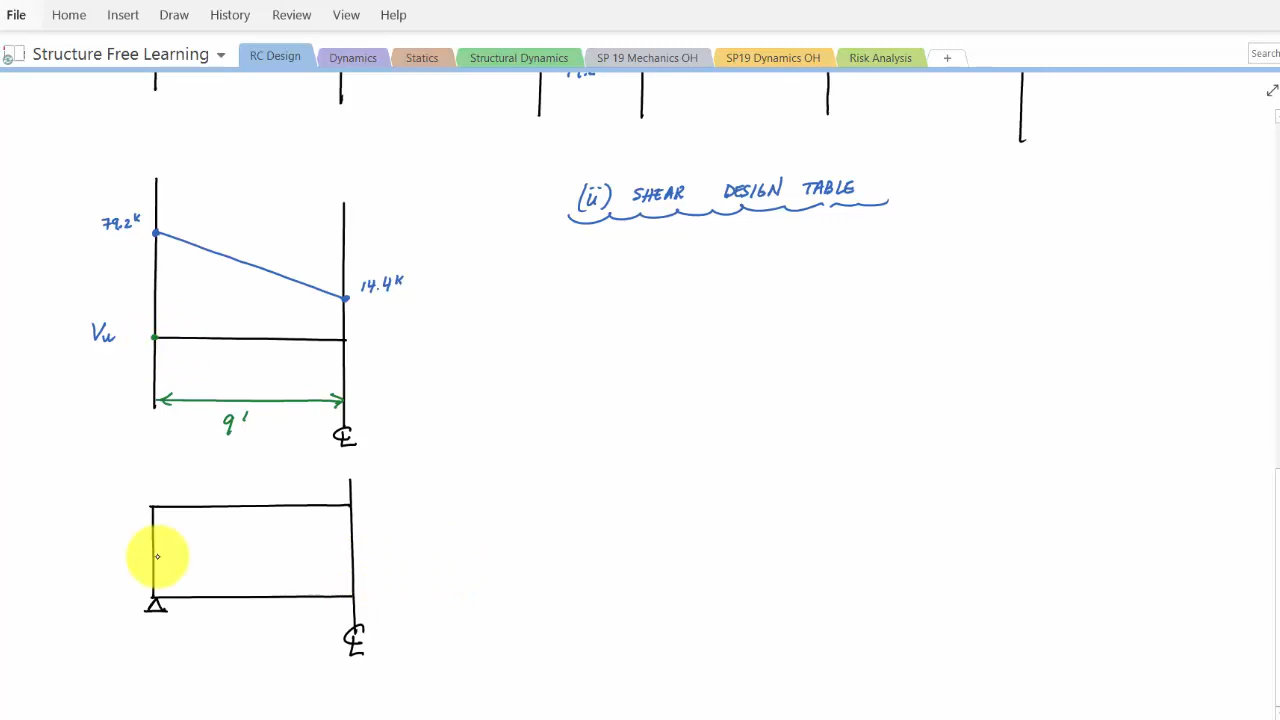 File Home Insert Draw History Review View Help
Structure Free Learning RC Design Dynamics Statics Structural Dynamics SP 19 Mechanics OH SP19 Dynamics OH Risk Analysis + Search
(ii) SHEAR DESIGN TABLE
79.2k
14.4k
Vu
9'
℄
℄